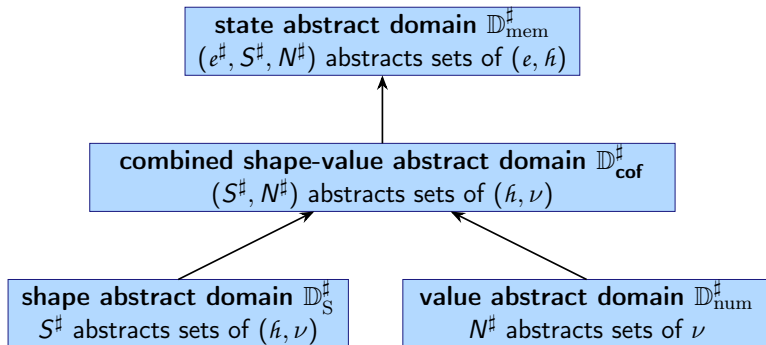 state abstract domain 𝔻♯mem
(e♯, S♯, N♯) abstracts sets of (e, ℏ)
combined shape-value abstract domain 𝔻♯cof
(S♯, N♯) abstracts sets of (ℏ, ν)
shape abstract domain 𝔻♯S
S♯ abstracts sets of (ℏ, ν)
value abstract domain 𝔻♯num
N♯ abstracts sets of ν